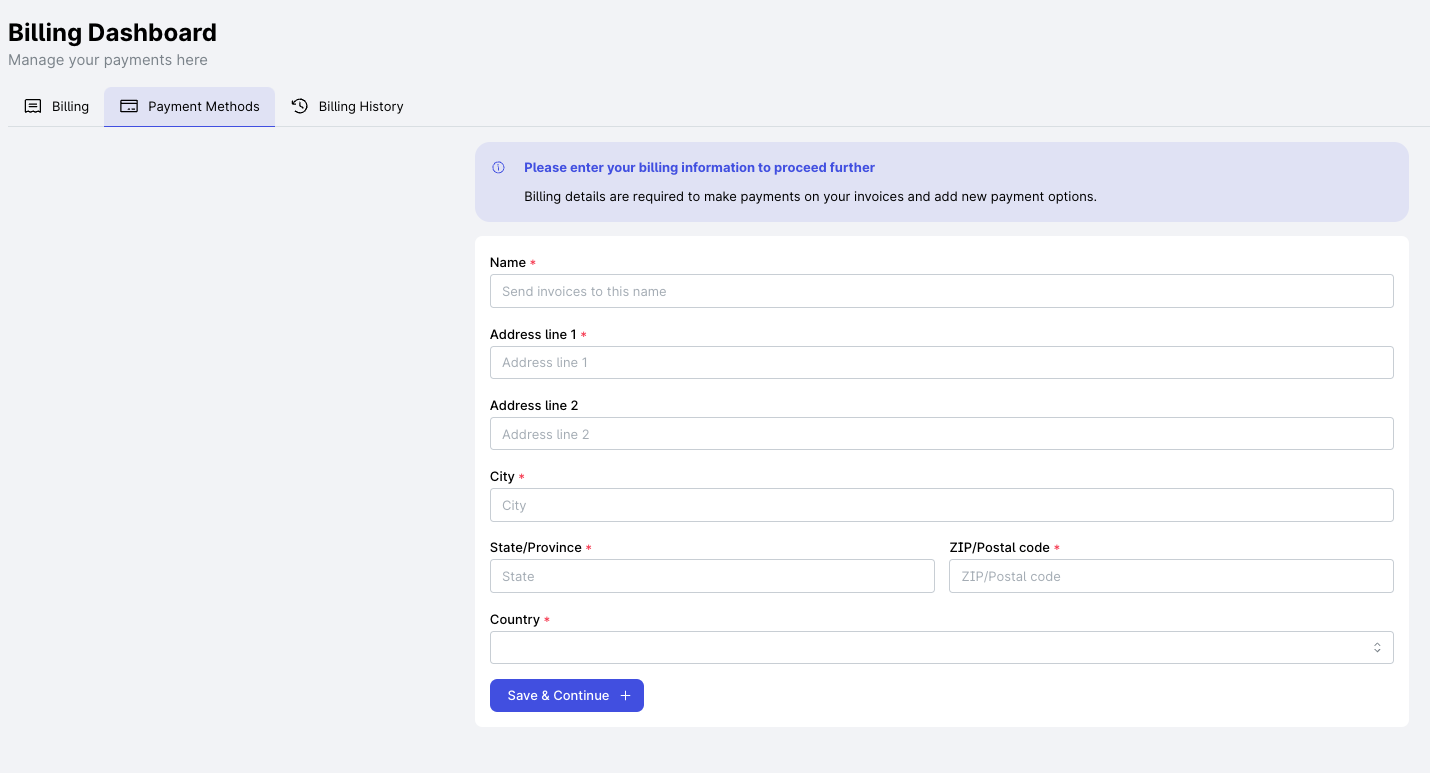 Billing Dashboard
Manage your payments here
Billing
Payment Methods
Billing History
Please enter your billing information to proceed further
Billing details are required to make payments on your invoices and add new payment options.
Name *
Send invoices to this name
Address line 1 *
Address line 1
Address line 2
Address line 2
City *
City
State/Province *
ZIP/Postal code *
State
ZIP/Postal code
Country *
Save & Continue +